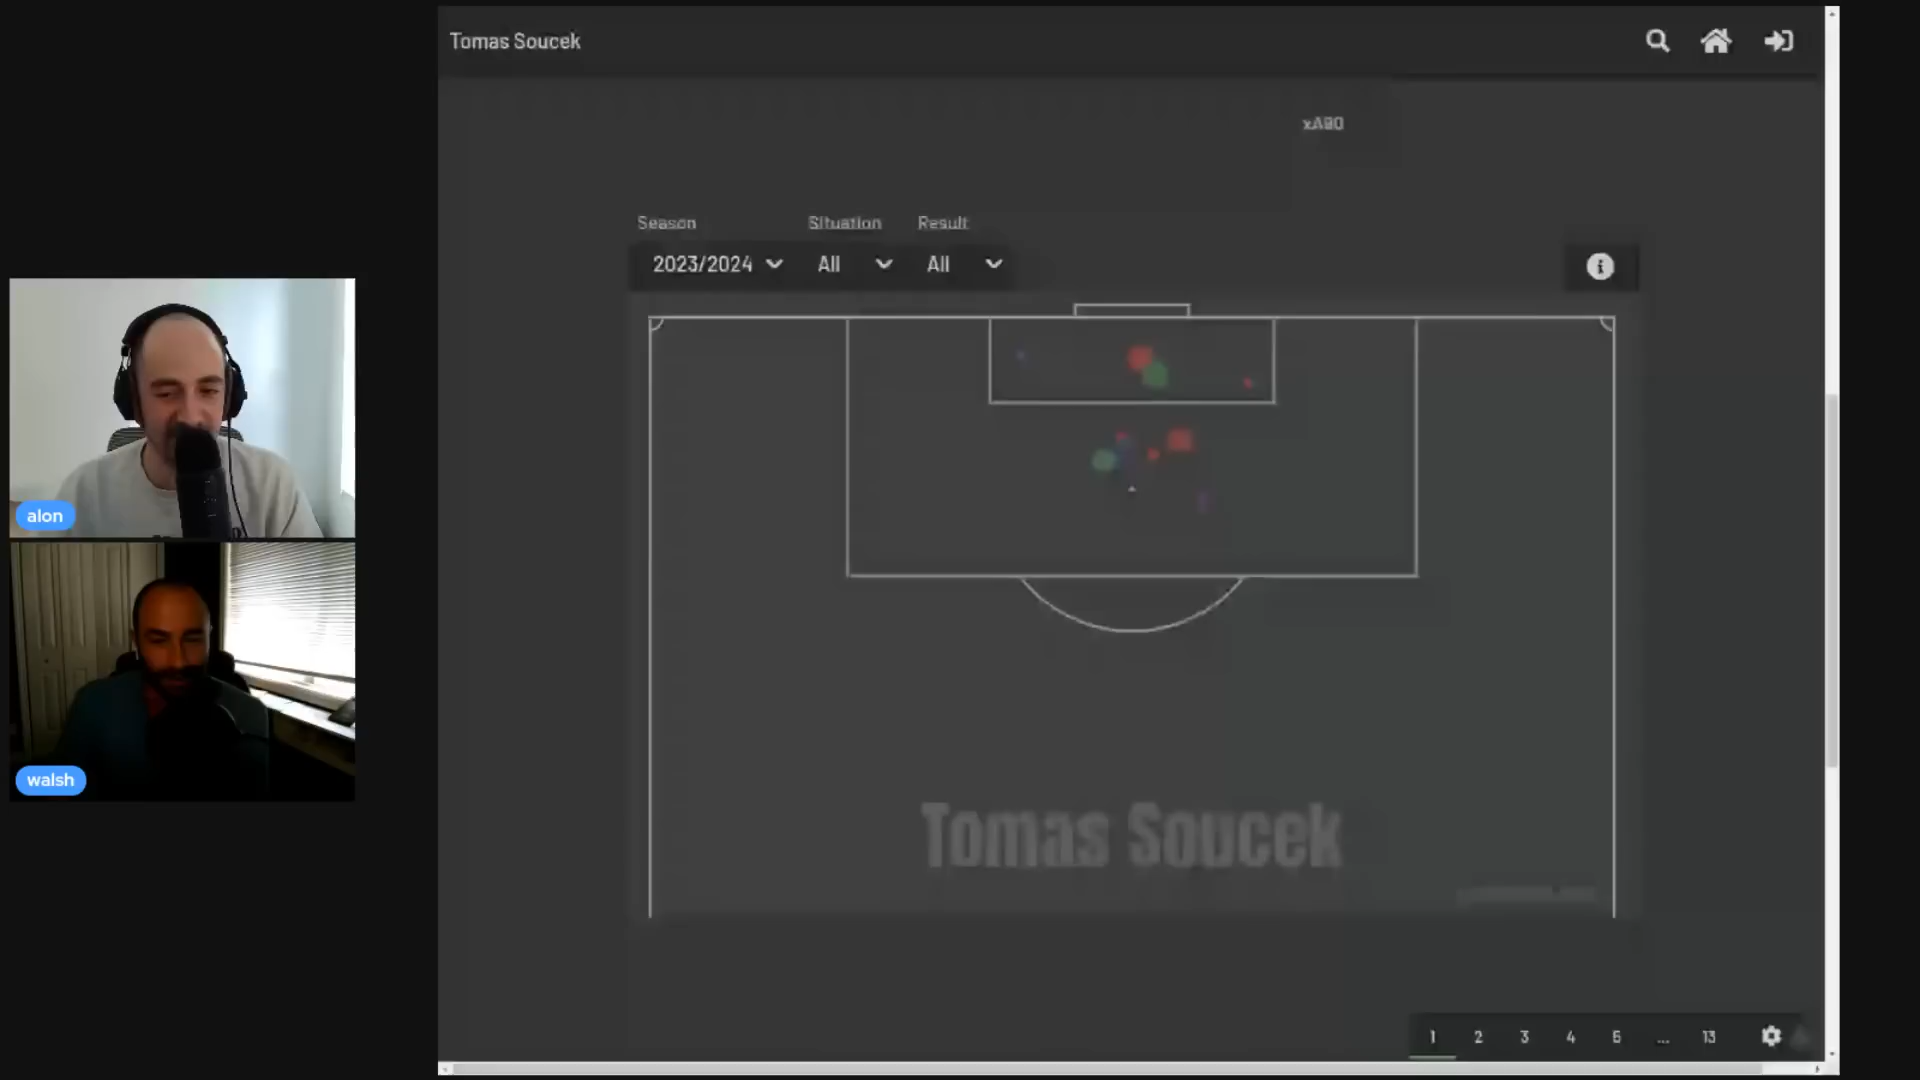 Tomas Soucek
xA90
Season Situation Result
2023/2024 All All
alon
walsh
Tomas Soucek
1 2 3 4 5 ... 13